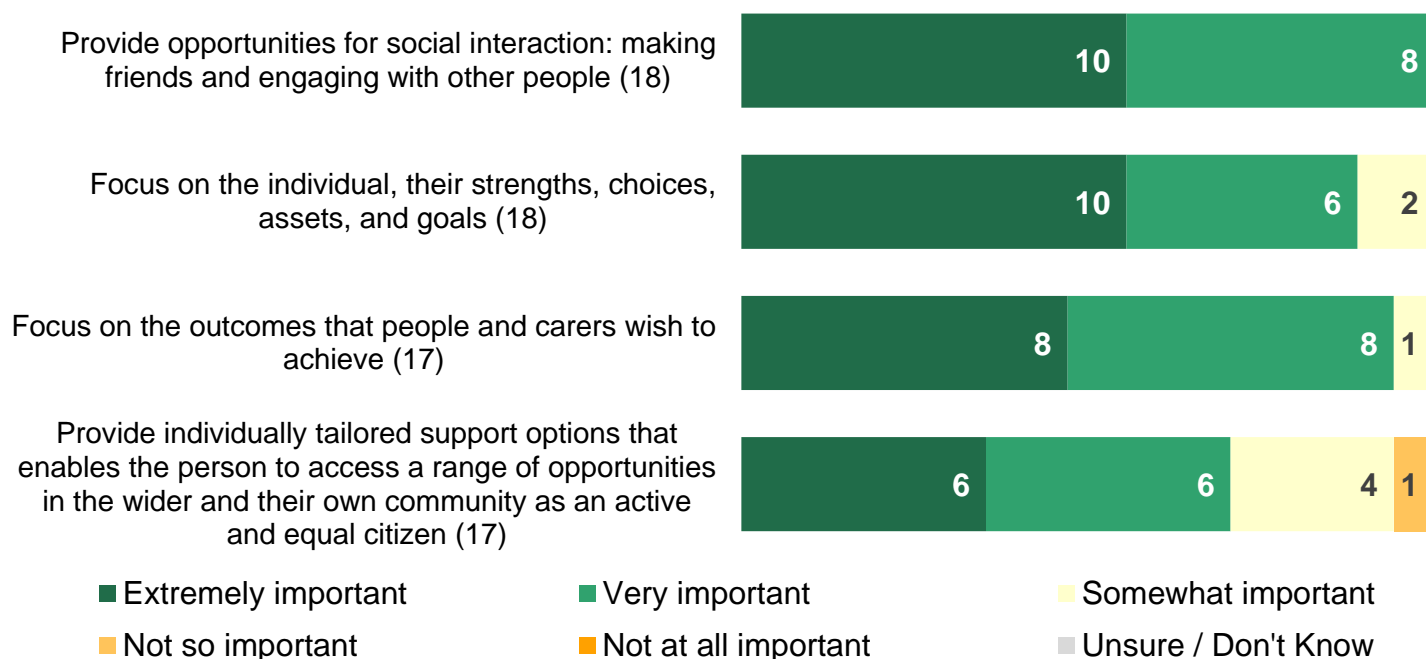 Provide opportunities for social interaction: making
friends and engaging with other people (18)
10 8
Focus on the individual, their strengths, choices,
assets, and goals (18)
10 6 2
Focus on the outcomes that people and carers wish to
achieve (17)
8 8 1
Provide individually tailored support options that
enables the person to access a range of opportunities
in the wider and their own community as an active
and equal citizen (17)
6 6 4 1
Extremely important Very important Somewhat important
Not so important Not at all important Unsure / Don't Know